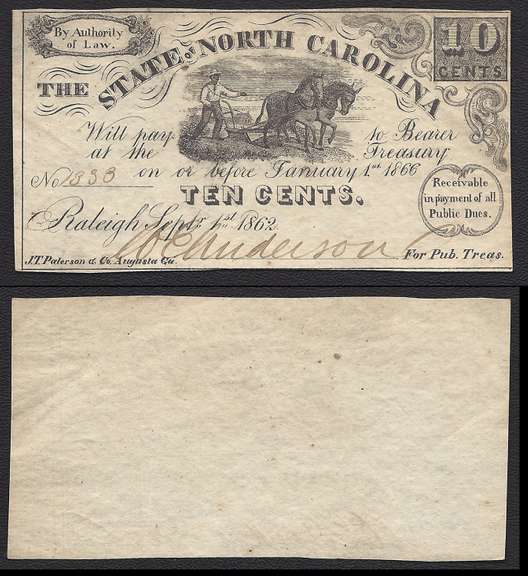 By Authority
of Law.
10
CENTS
THE STATE OF NORTH CAROLINA
Will pay to Bearer
at the Treasury
No 7838 on or before January 1st 1866
TEN CENTS.
Receivable
in payment of all
Public Dues.
Raleigh Septr 1st 1862.
Anderson
J.T. Paterson & Co. Augusta Ga.
For Pub. Treas.